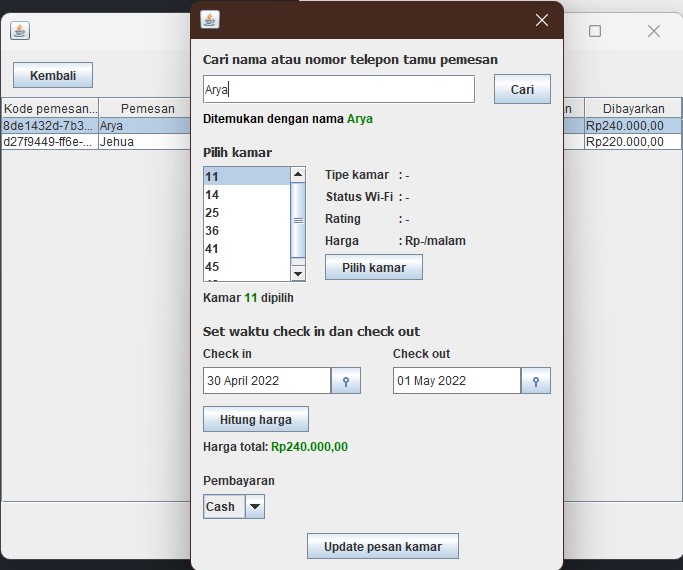 Kembali
Kode pemesan... Pemesan
8de1432d-7b3... Arya
d27f9449-ff6e-... Jehua
Cari nama atau nomor telepon tamu pemesan
Arya
Cari
Ditemukan dengan nama Arya
Pilih kamar
11
14
25
36
41
45
Tipe kamar : -
Status Wi-Fi : -
Rating : -
Harga : Rp-/malam
Pilih kamar
Kamar 11 dipilih
Set waktu check in dan check out
Check in Check out
30 April 2022 01 May 2022
Hitung harga
Harga total: Rp240.000,00
Pembayaran
Cash
Update pesan kamar
Dibayarkan
Rp240.000,00
Rp220.000,00